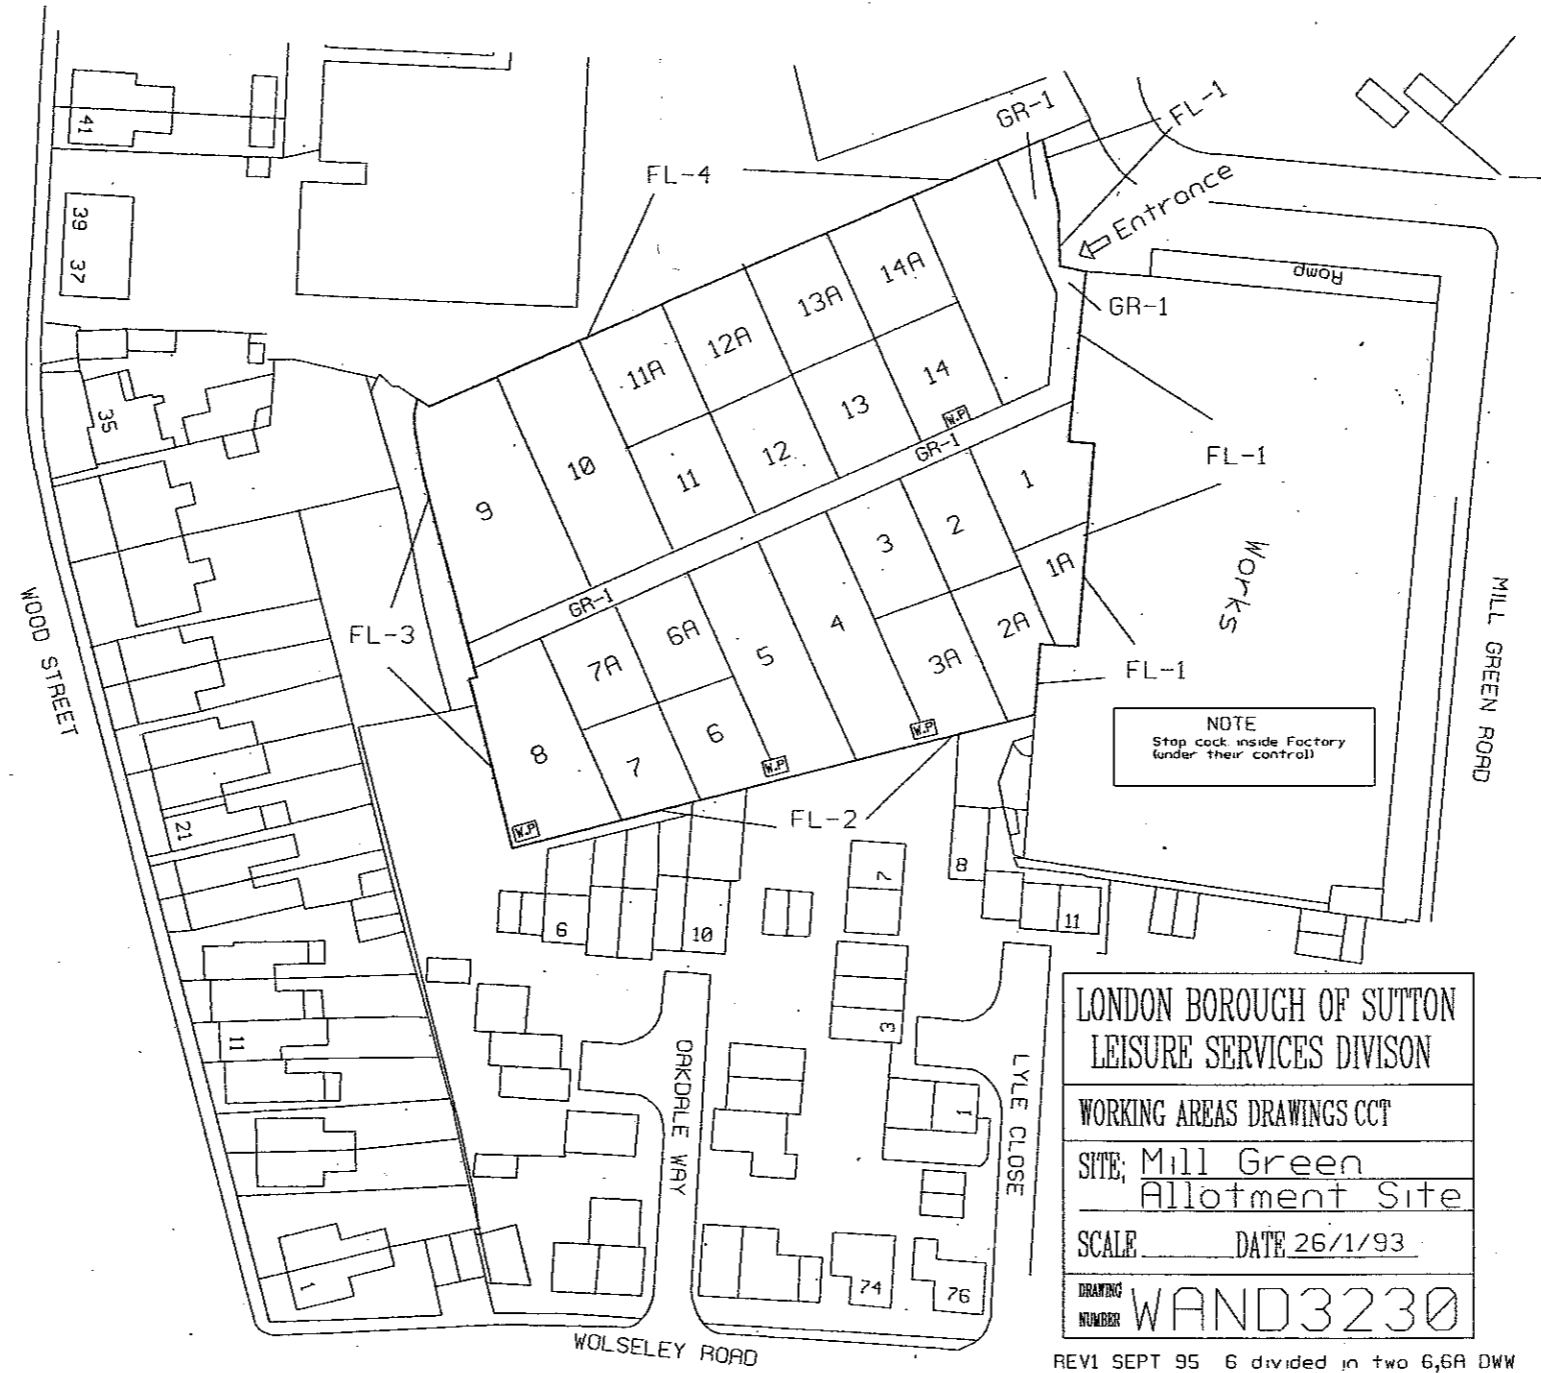 41
39
37
35
WOOD STREET
21
11
1
FL-4
GR-1
FL-1
Entrance
Ramp
GR-1
FL-1
Works
FL-1
MILL GREEN ROAD
14A
13A
12A
11A
14
13
12
11
10
9
W.P
GR-1
GR-1
FL-3
1
1A
2
2A
3
3A
4
5
6A
6
7A
7
8
W.P
W.P
W.P
FL-2
NOTE
Stop cock inside Factory
(under their control)
6
10
7
8
11
3
1
OAKDALE WAY
LYLE CLOSE
74
76
WOLSELEY ROAD
LONDON BOROUGH OF SUTTON
LEISURE SERVICES DIVISON
WORKING AREAS DRAWINGS CCT
SITE; Mill Green
Allotment Site
SCALE DATE 26/1/93
DRAWING NUMBER WAND3230
REV1 SEPT 95 6 divided in two 6,6A DWW